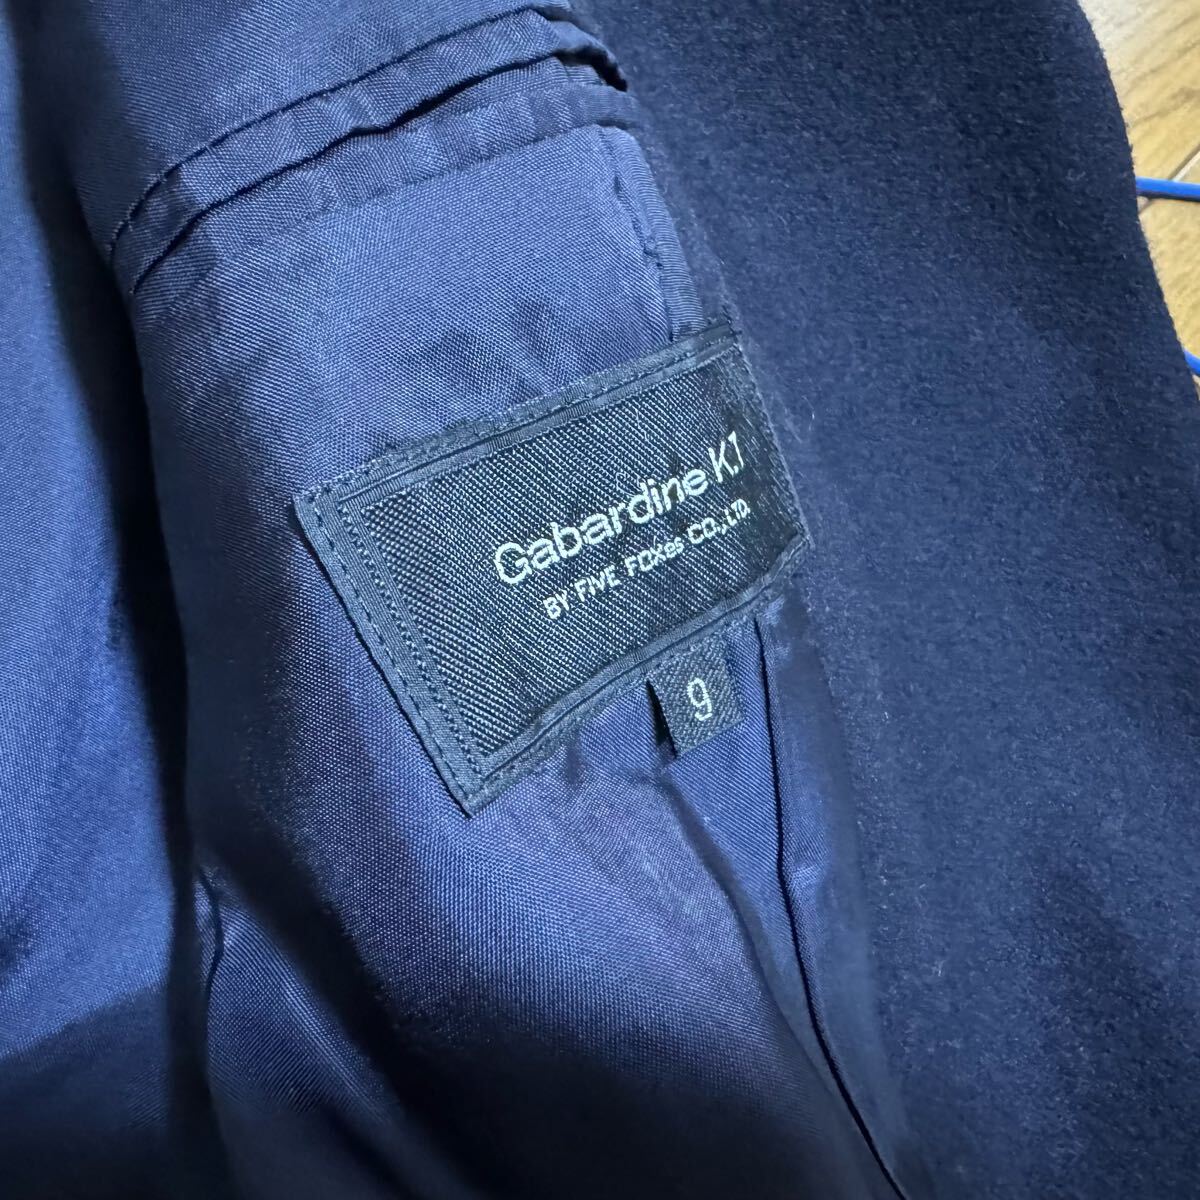 Gabardine K.T
BY FIVE FOXes CO.,LTD.
9